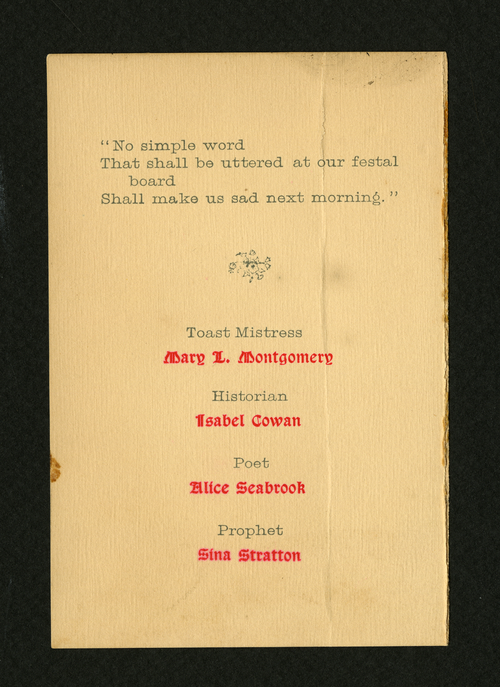 “No simple word
That shall be uttered at our festal
board
Shall make us sad next morning.”
Toast Mistress
Mary L. Montgomery
Historian
Isabel Cowan
Poet
Alice Seabrook
Prophet
Sina Stratton